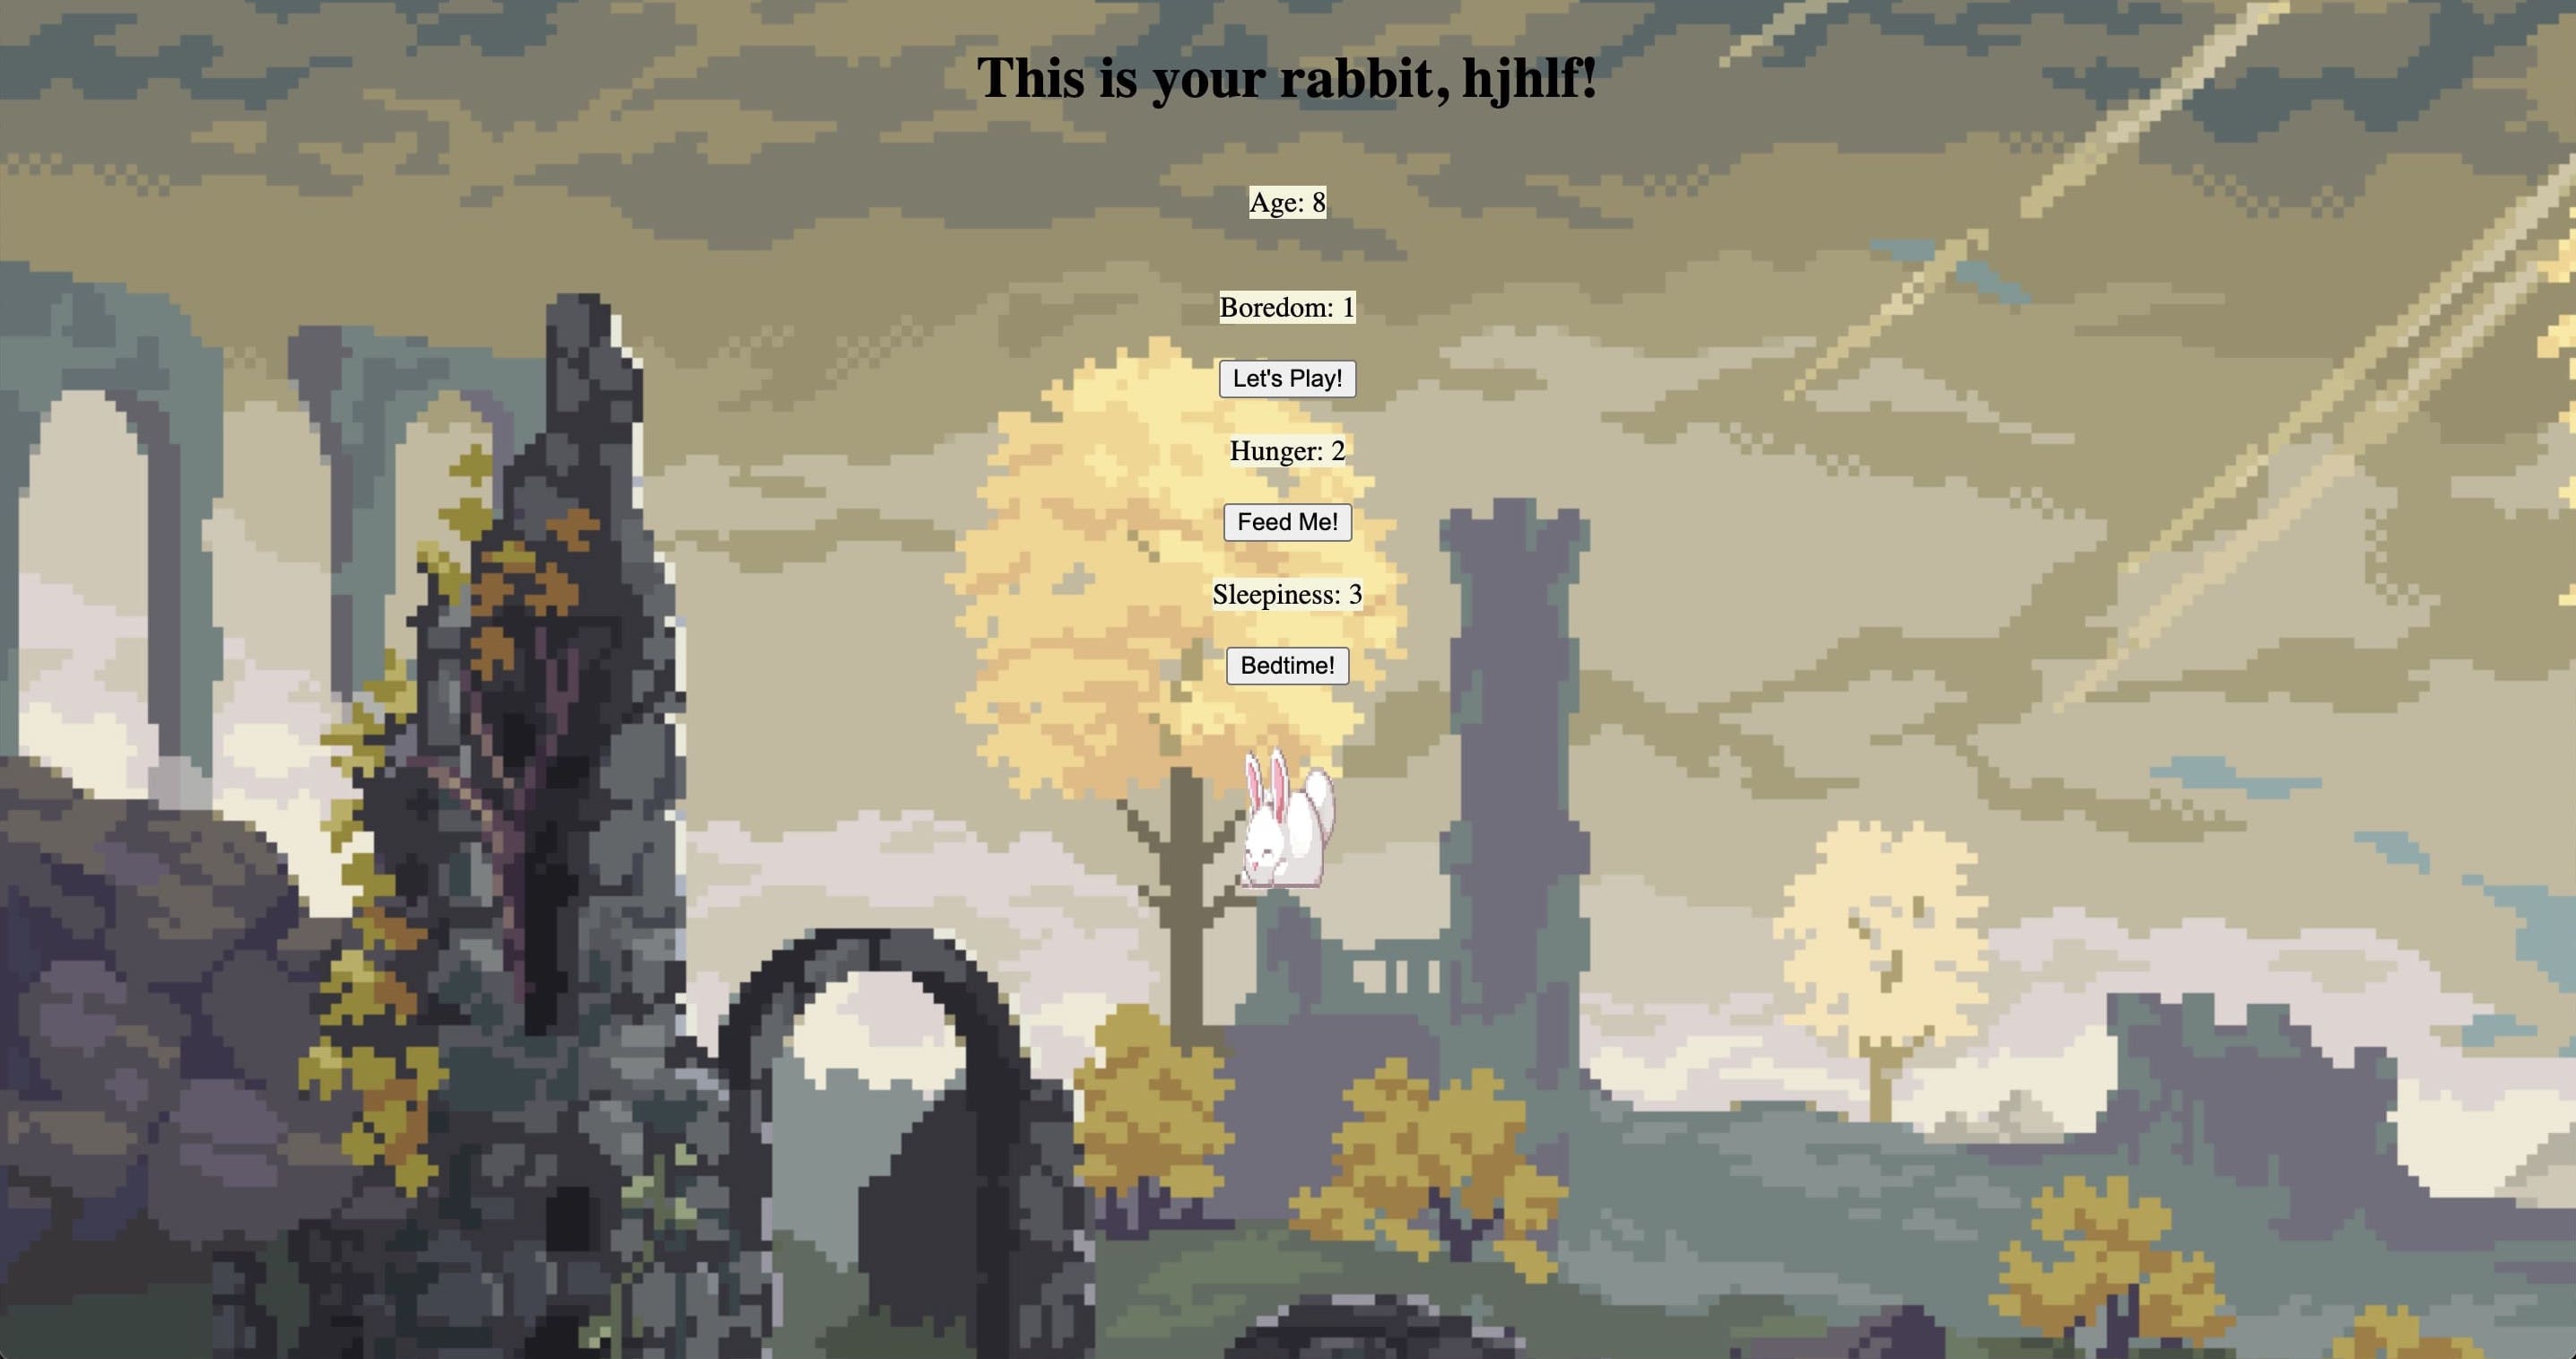 This is your rabbit, hjhlf!
Age: 8
Boredom: 1
Let's Play!
Hunger: 2
Feed Me!
Sleepiness: 3
Bedtime!